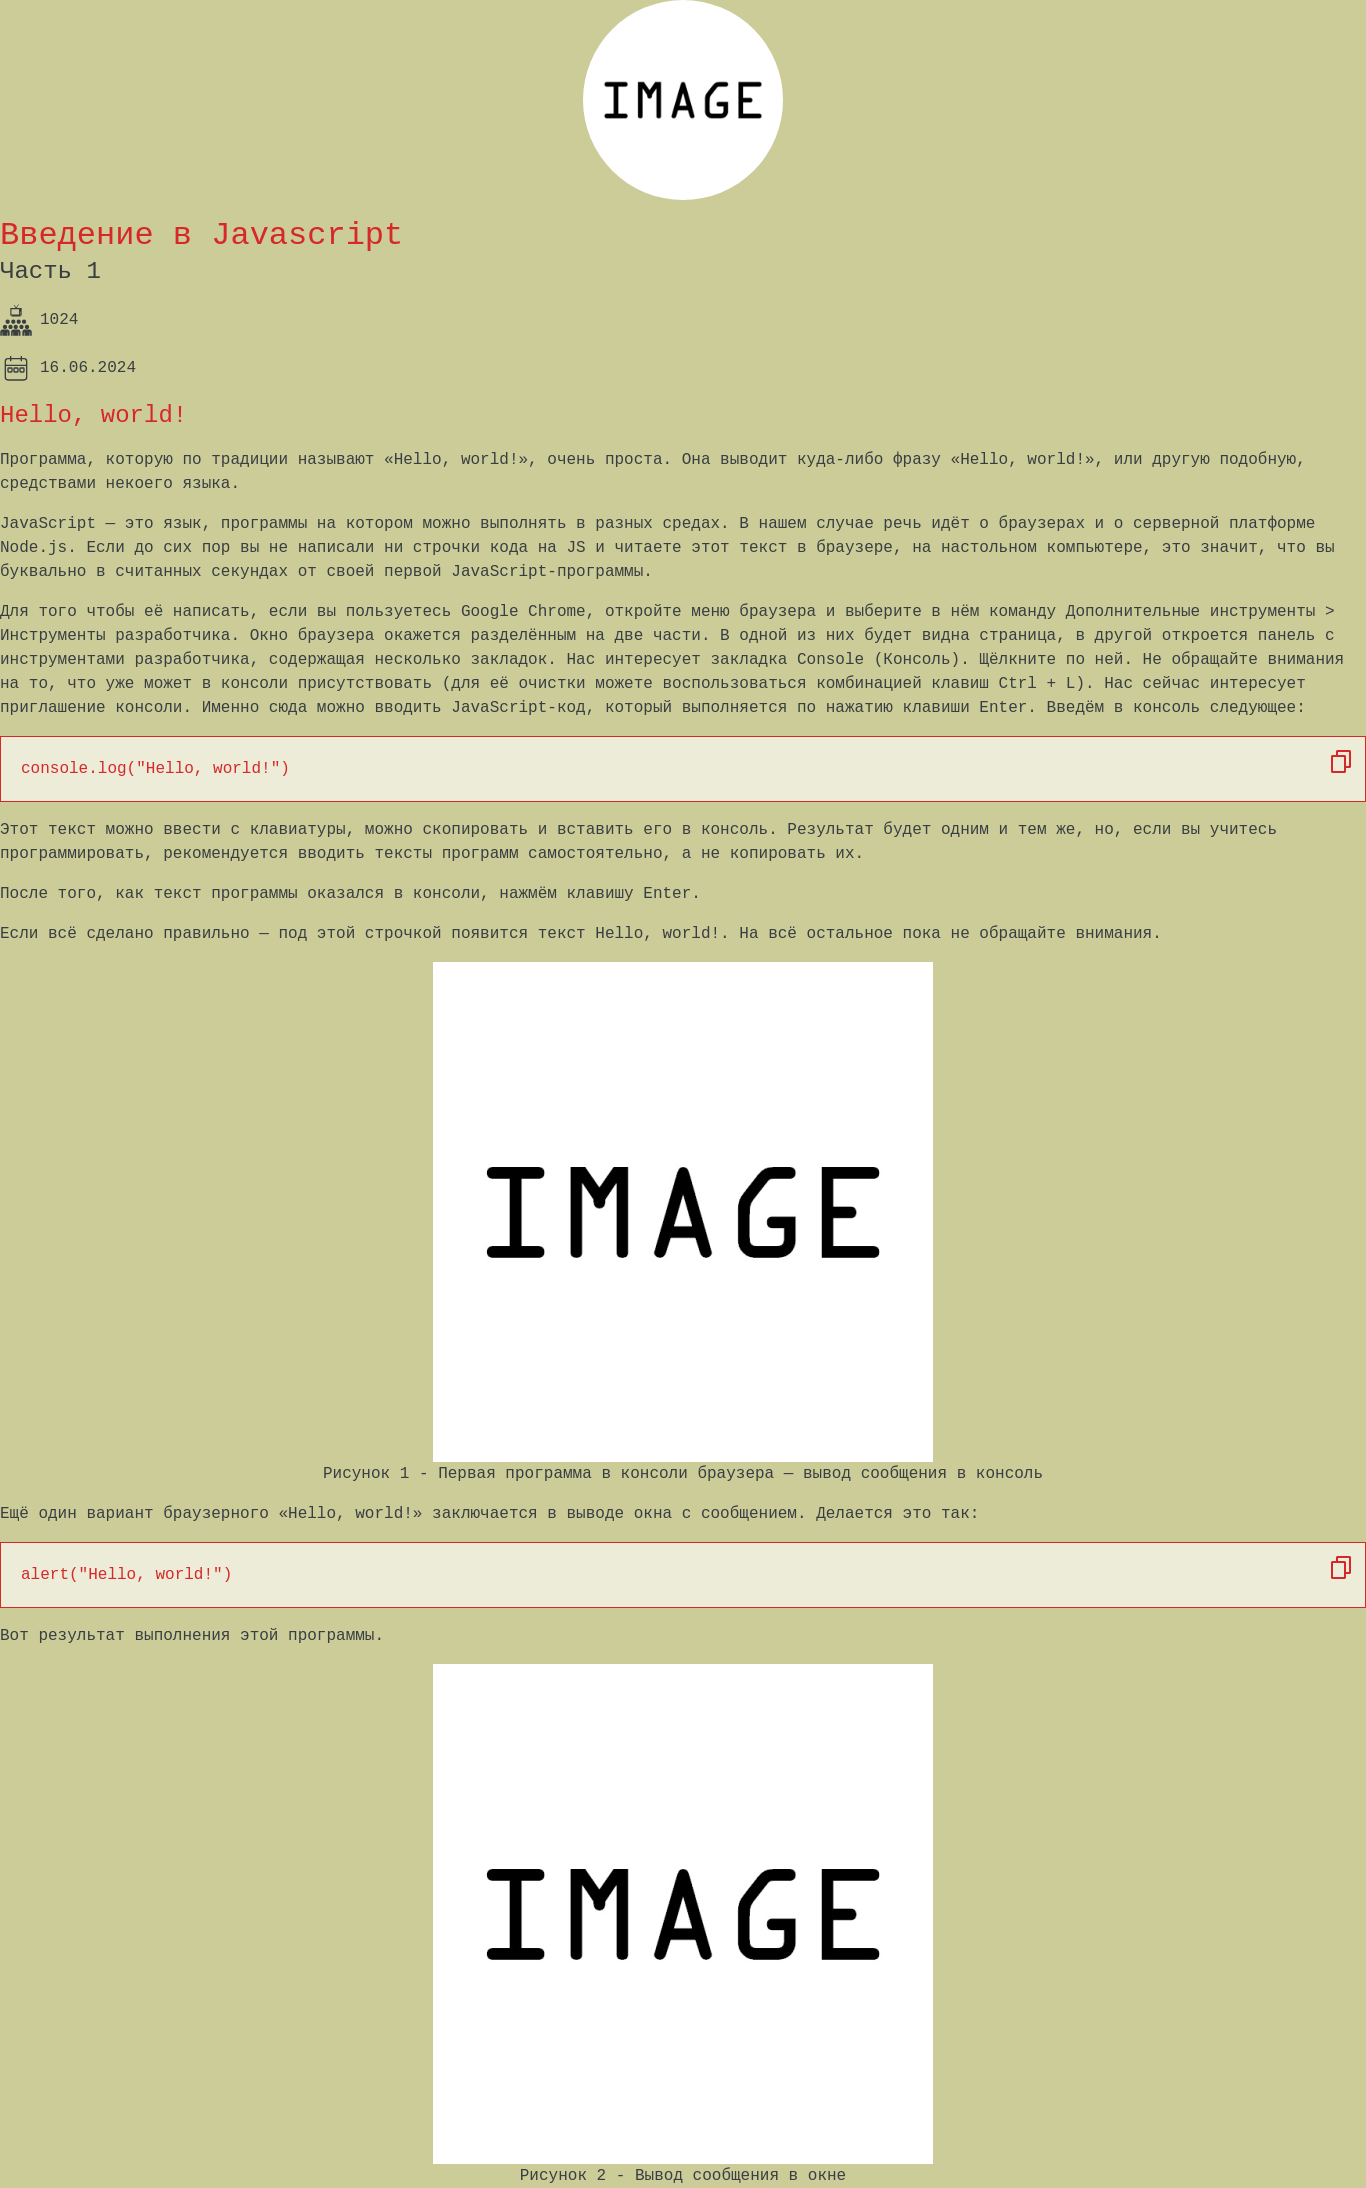 IMAGE
Введение в Javascript
Часть 1
1024
16.06.2024
Hello, world!
Программа, которую по традиции называют «Hello, world!», очень проста. Она выводит куда-либо фразу «Hello, world!», или другую подобную,
средствами некоего языка.
JavaScript — это язык, программы на котором можно выполнять в разных средах. В нашем случае речь идёт о браузерах и о серверной платформе
Node.js. Если до сих пор вы не написали ни строчки кода на JS и читаете этот текст в браузере, на настольном компьютере, это значит, что вы
буквально в считанных секундах от своей первой JavaScript-программы.
Для того чтобы её написать, если вы пользуетесь Google Chrome, откройте меню браузера и выберите в нём команду Дополнительные инструменты >
Инструменты разработчика. Окно браузера окажется разделённым на две части. В одной из них будет видна страница, в другой откроется панель с
инструментами разработчика, содержащая несколько закладок. Нас интересует закладка Console (Консоль). Щёлкните по ней. Не обращайте внимания
на то, что уже может в консоли присутствовать (для её очистки можете воспользоваться комбинацией клавиш Ctrl + L). Нас сейчас интересует
приглашение консоли. Именно сюда можно вводить JavaScript-код, который выполняется по нажатию клавиши Enter. Введём в консоль следующее:
console.log("Hello, world!")
Этот текст можно ввести с клавиатуры, можно скопировать и вставить его в консоль. Результат будет одним и тем же, но, если вы учитесь
программировать, рекомендуется вводить тексты программ самостоятельно, а не копировать их.
После того, как текст программы оказался в консоли, нажмём клавишу Enter.
Если всё сделано правильно — под этой строчкой появится текст Hello, world!. На всё остальное пока не обращайте внимания.
IMAGE
Рисунок 1 - Первая программа в консоли браузера — вывод сообщения в консоль
Ещё один вариант браузерного «Hello, world!» заключается в выводе окна с сообщением. Делается это так:
alert("Hello, world!")
Вот результат выполнения этой программы.
IMAGE
Рисунок 2 - Вывод сообщения в окне